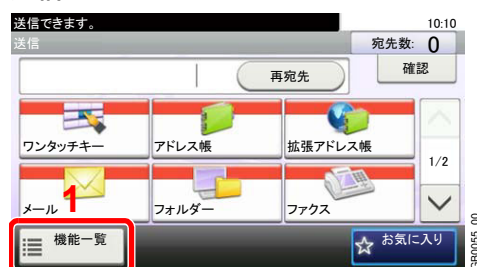 送信できます。 10:10
送信 宛先数: 0
再宛先 確認
ワンタッチキー アドレス帳 拡張アドレス帳
1/2
メール フォルダー ファクス
1
機能一覧 お気に入り
GB0055_00